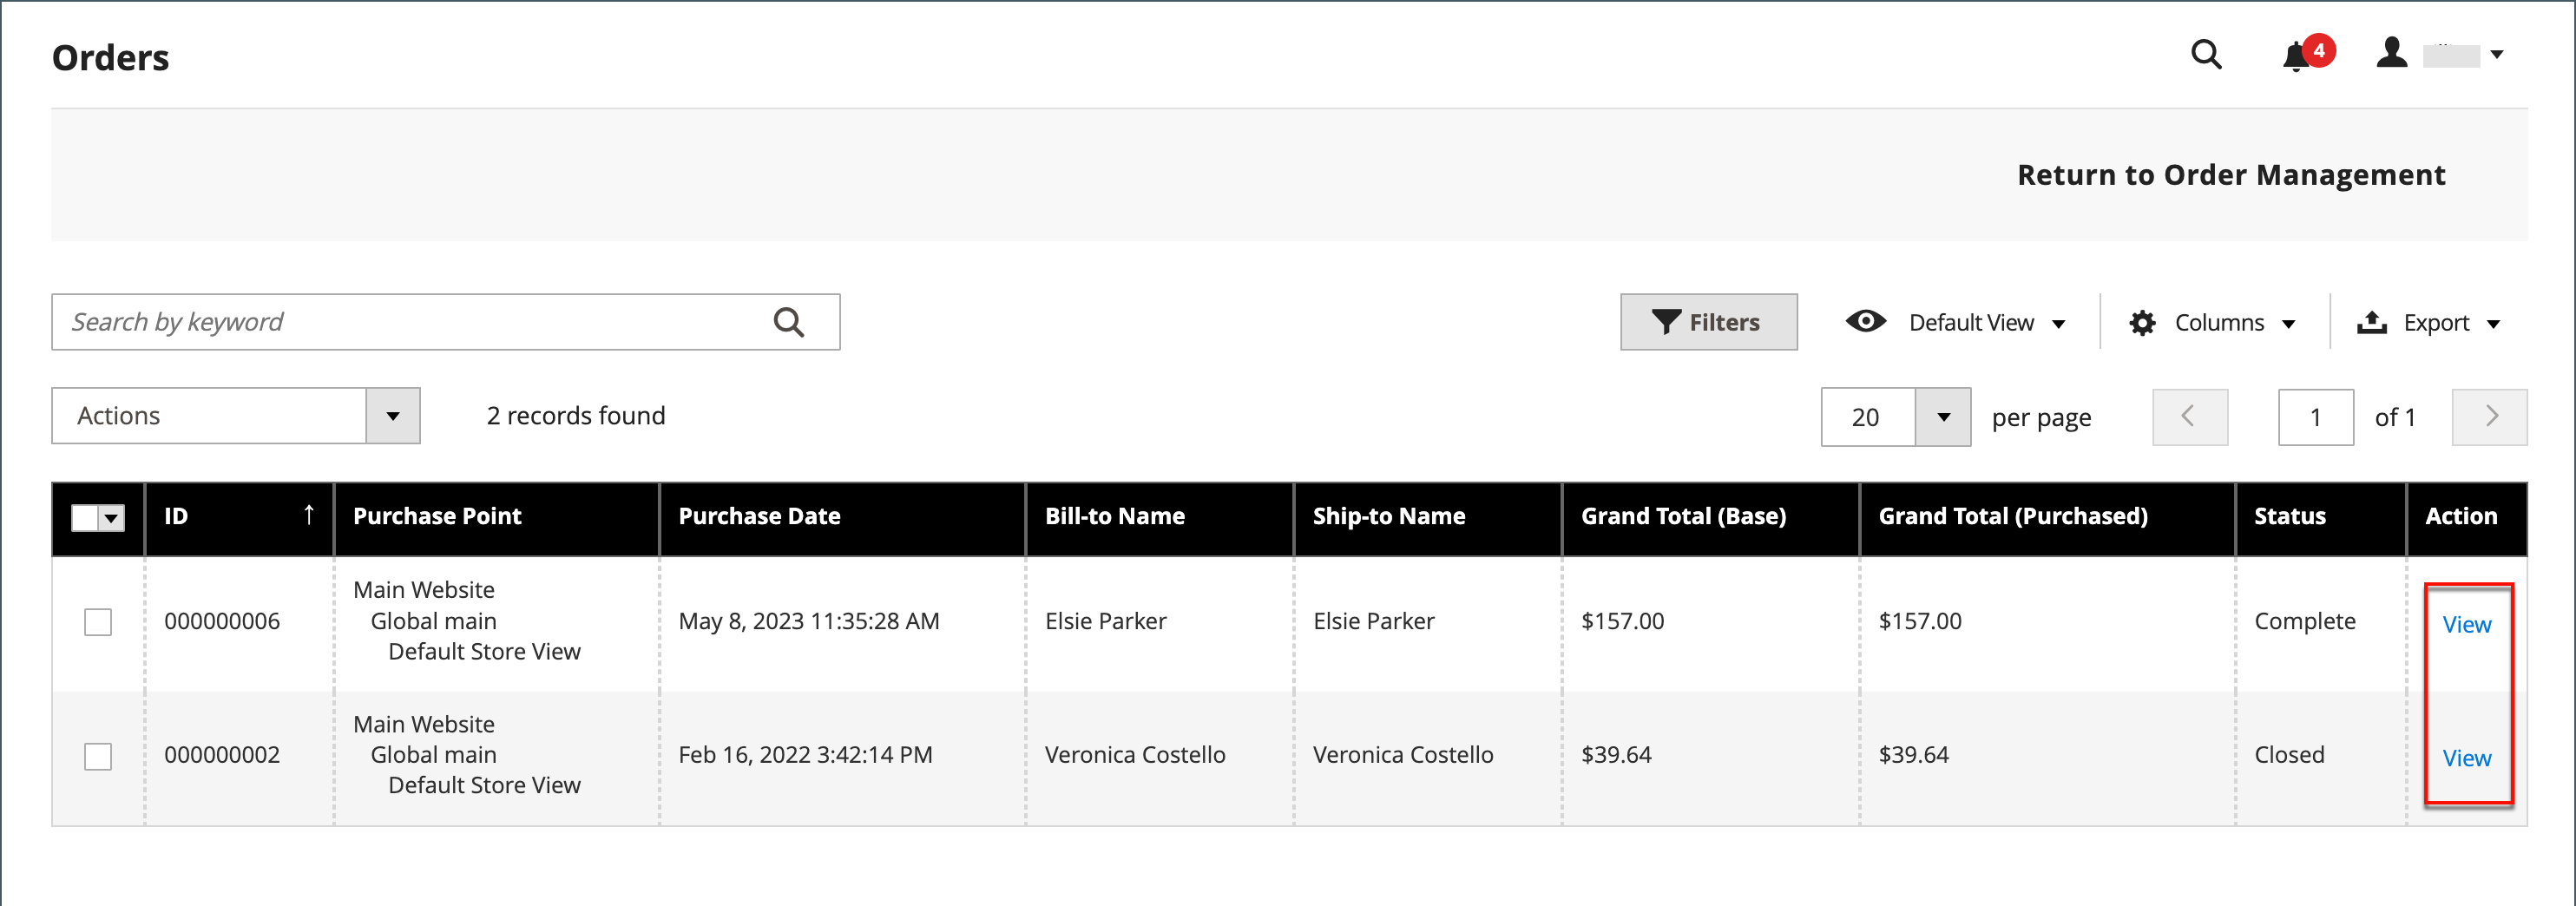 Orders
4
Return to Order Management
Search by keyword
Filters
Default View
Columns
Export
Actions
2 records found
20
per page
1
of 1
ID ↑ Purchase Point Purchase Date Bill-to Name Ship-to Name Grand Total (Base) Grand Total (Purchased) Status Action
Main Website
Global main
Default Store View
000000006 May 8, 2023 11:35:28 AM Elsie Parker Elsie Parker $157.00 $157.00 Complete View
Main Website
Global main
Default Store View
000000002 Feb 16, 2022 3:42:14 PM Veronica Costello Veronica Costello $39.64 $39.64 Closed View